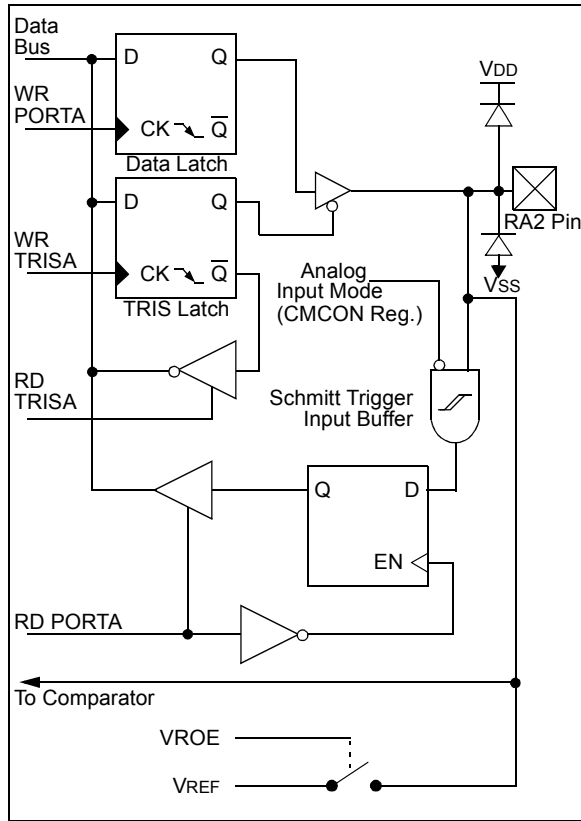 Data
Bus
D
Q
VDD
WR
PORTA
CK
Q
Data Latch
D
Q
RA2 Pin
WR
TRISA
CK
Q
VSS
TRIS Latch
Analog
Input Mode
(CMCON Reg.)
RD
TRISA
Schmitt Trigger
Input Buffer
Q
D
EN
RD PORTA
To Comparator
VROE
VREF